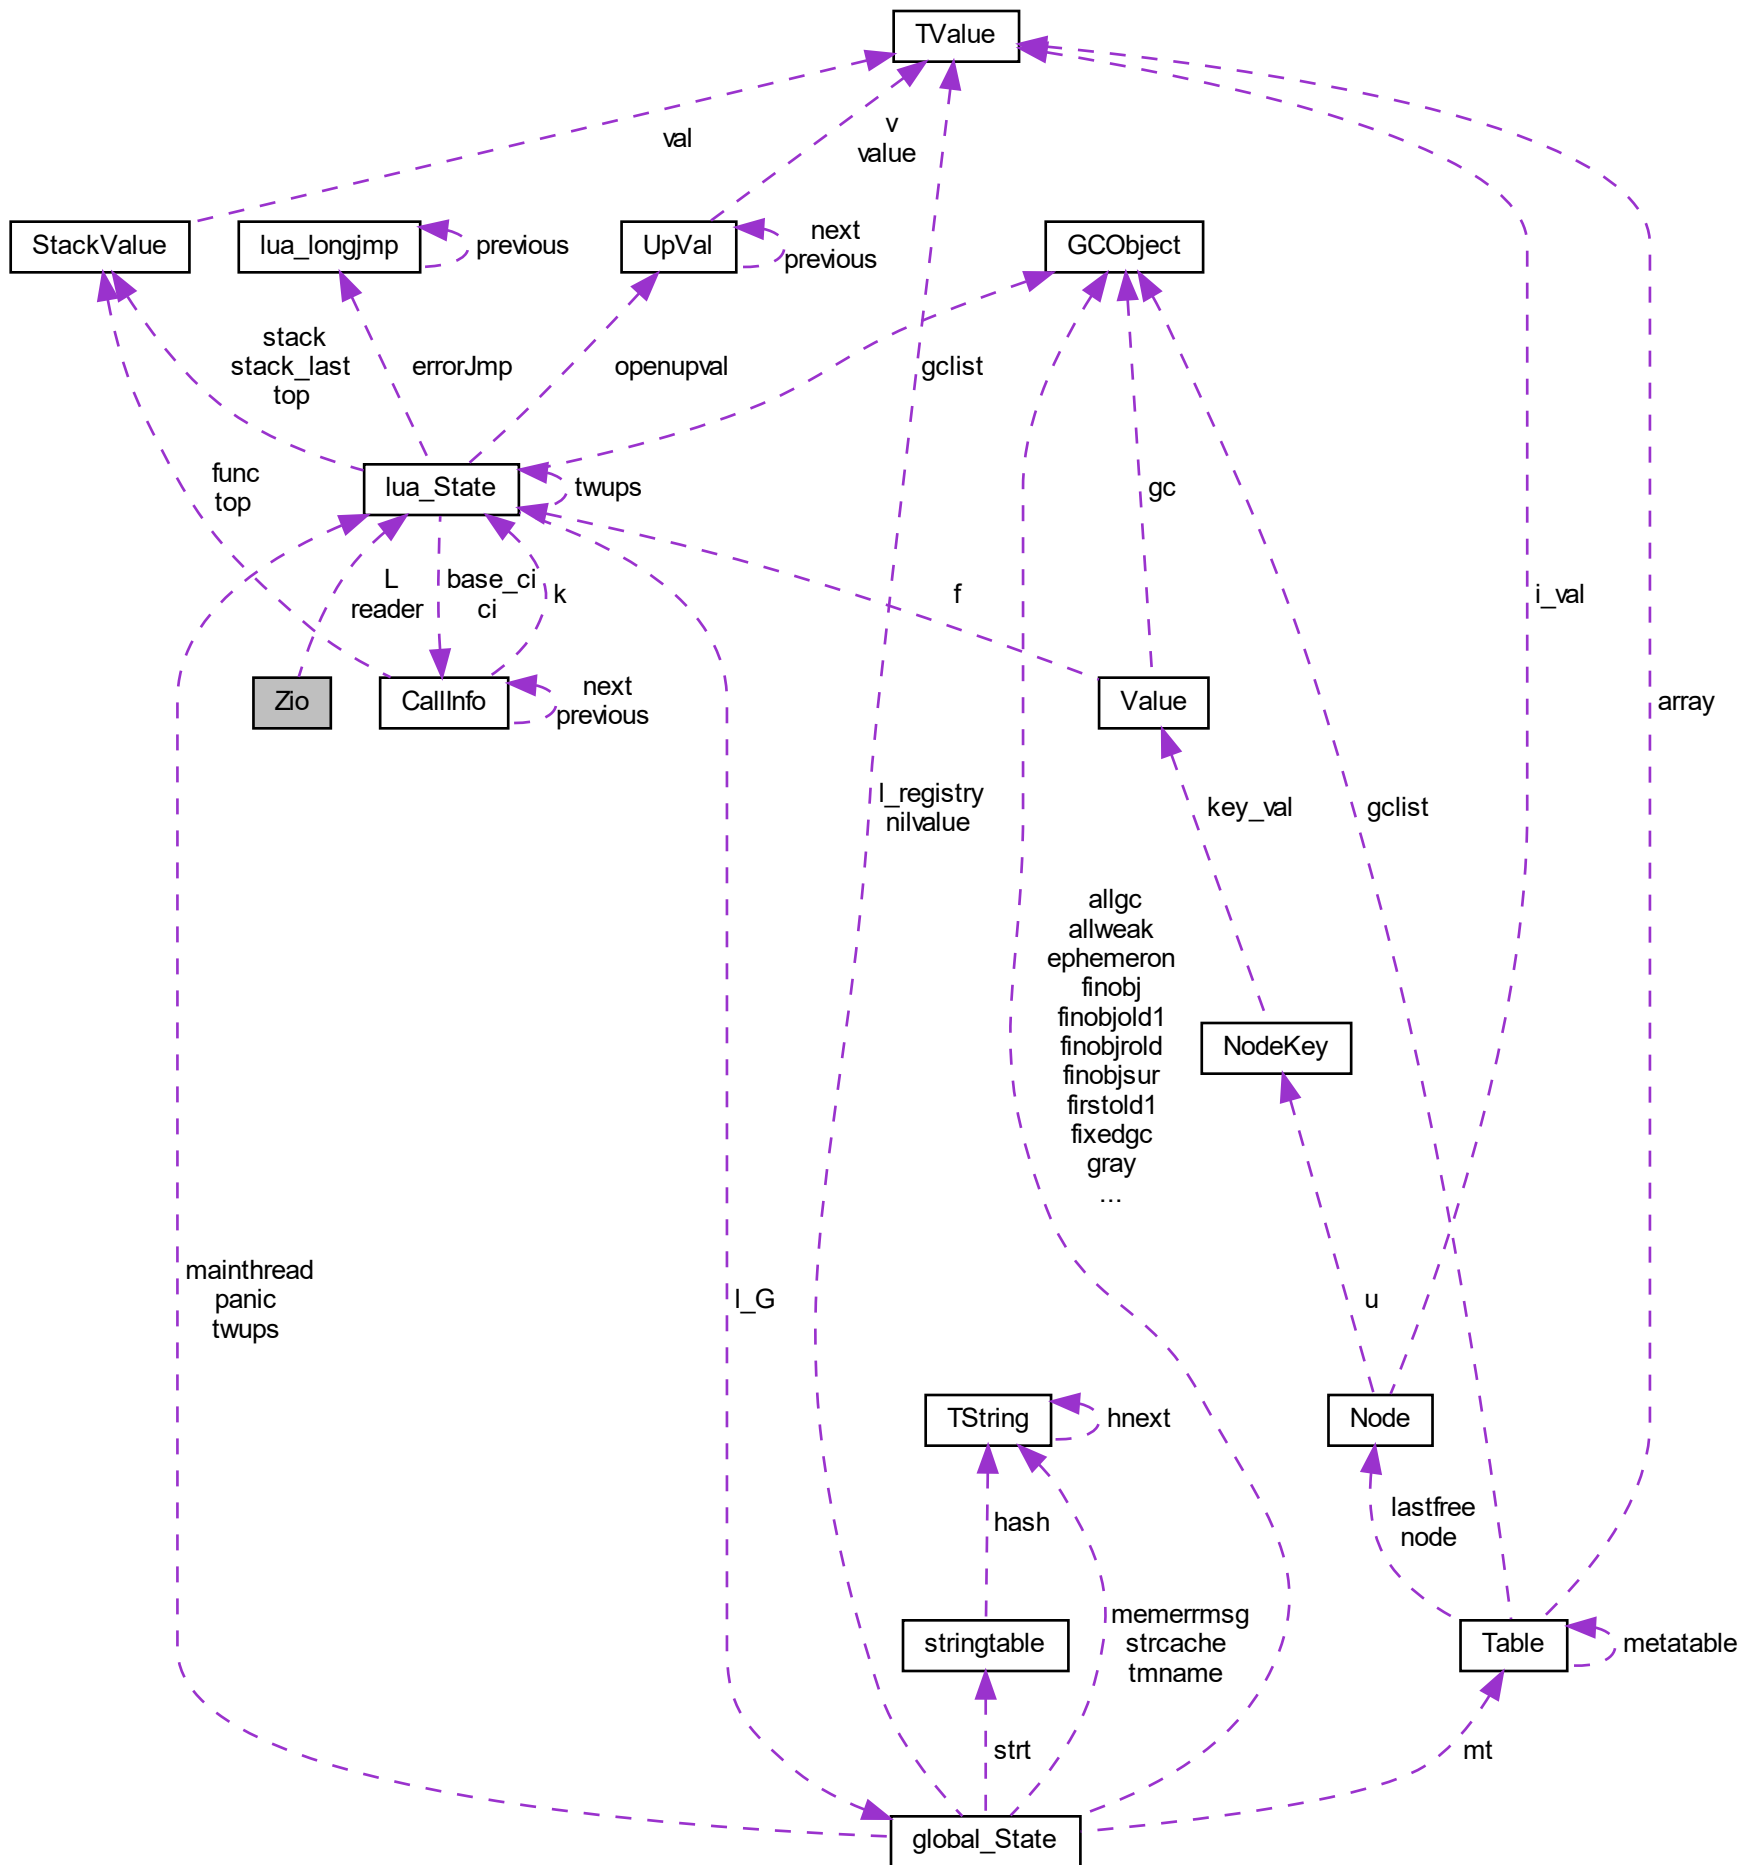 TValue
val
v
value
StackValue
lua_longjmp
previous
UpVal
next
previous
GCObject
stack
stack_last
top
errorJmp
openupval
gclist
func
top
lua_State
twups
gc
L
reader
base_ci
ci
k
f
i_val
Zio
CallInfo
next
previous
Value
array
l_registry
nilvalue
key_val
gclist
allgc
allweak
ephemeron
finobj
finobjold1
finobjrold
finobjsur
firstold1
fixedgc
gray
...
NodeKey
mainthread
panic
twups
l_G
u
TString
hnext
Node
hash
lastfree
node
memerrmsg
strcache
tmname
stringtable
Table
metatable
strt
mt
global_State